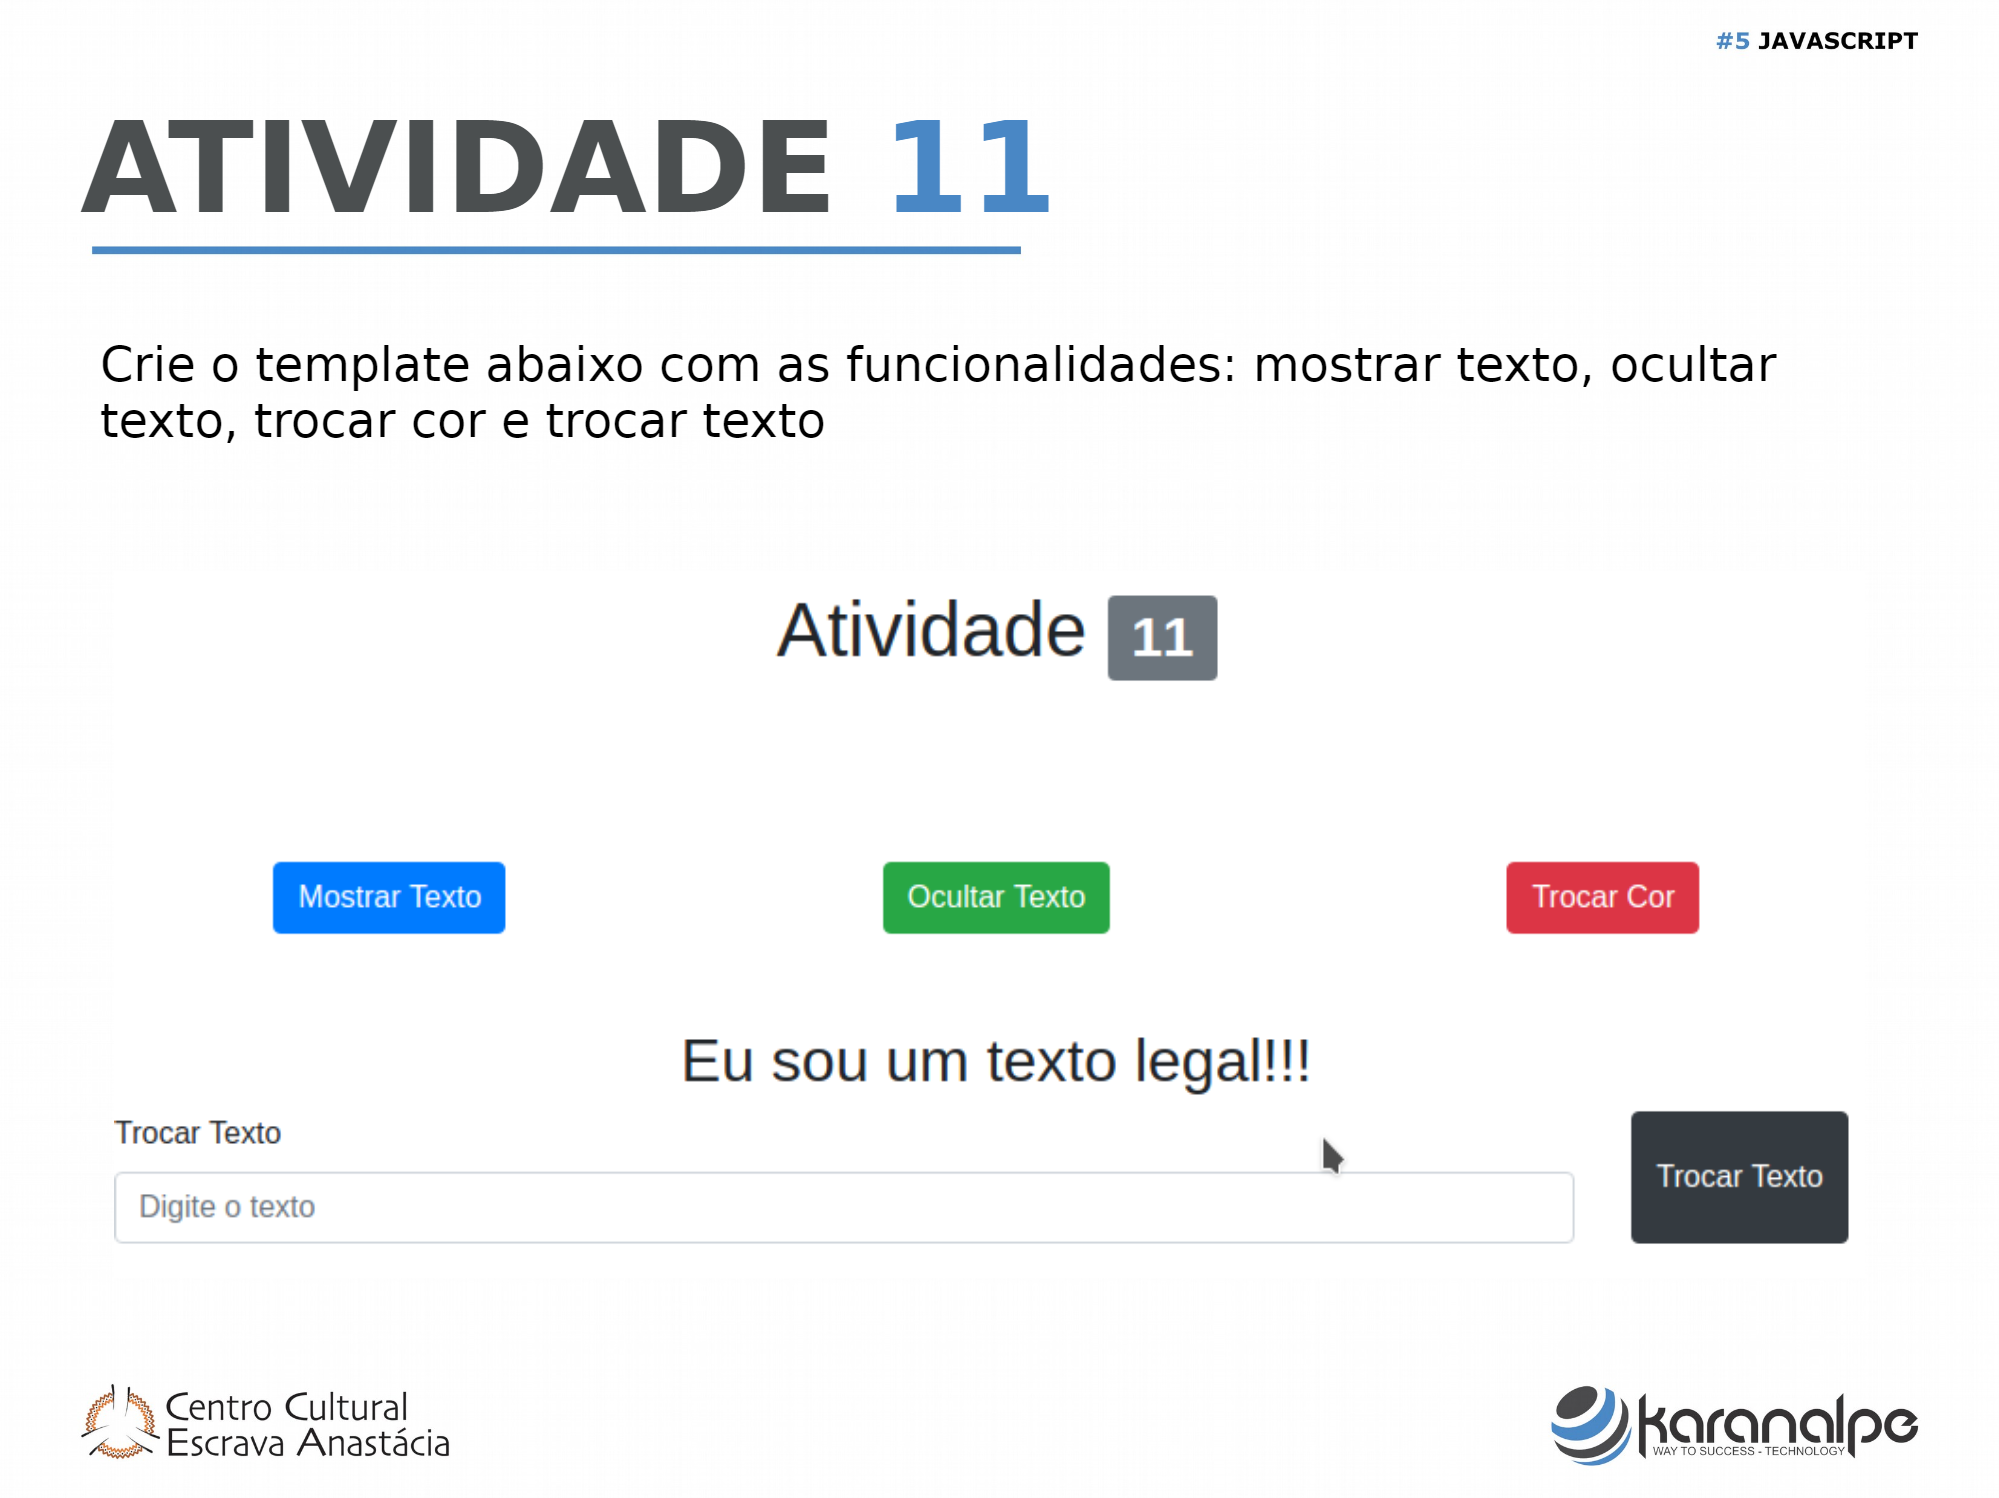 #5 JAVASCRIPT
ATIVIDADE 11
Crie o template abaixo com as funcionalidades: mostrar texto, ocultar
texto, trocar cor e trocar texto
Atividade 11
Mostrar Texto
Ocultar Texto
Trocar Cor
Eu sou um texto legal!!!
Trocar Texto
Digite o texto
Trocar Texto
Centro Cultural
Escrava Anastácia
karanalpe
WAY TO SUCCESS - TECHNOLOGY